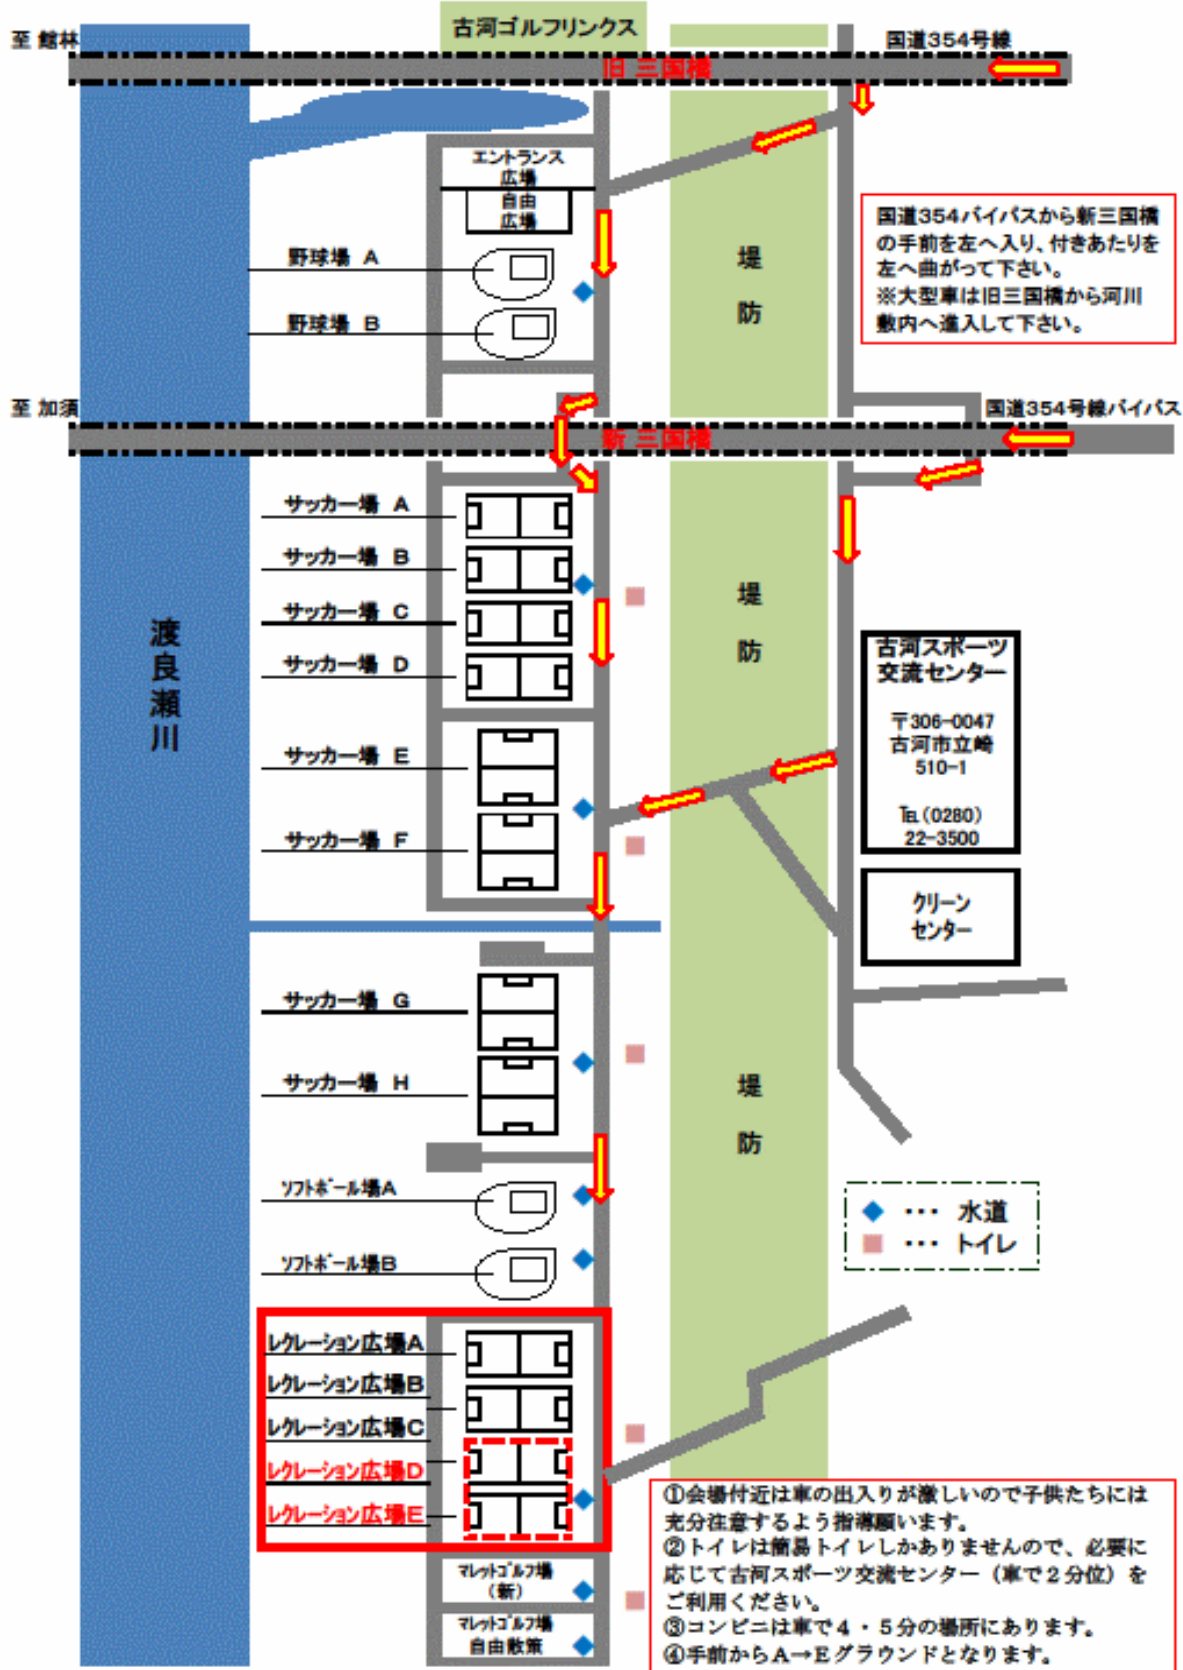 古河ゴルフリンクス
至 館林
国道354号線
旧 三国橋
エントランス
広場
自由
広場
野球場 A
野球場 B
国道354バイパスから新三国橋
の手前を左へ入り、付きあたりを
左へ曲がって下さい。
※大型車は旧三国橋から河川
敷内へ進入して下さい。
堤
防
至 加須
国道354号線バイパス
新 三国橋
サッカー場 A
サッカー場 B
サッカー場 C
サッカー場 D
サッカー場 E
サッカー場 F
渡
良
瀬
川
堤
防
古河スポーツ
交流センター
〒306-0047
古河市立崎
510-1
TEL(0280)
22-3500
クリーン
センター
サッカー場 G
サッカー場 H
堤
防
ソフトボール場A
ソフトボール場B
◆ ・・・ 水道
■ ・・・ トイレ
レクレーション広場A
レクレーション広場B
レクレーション広場C
レクレーション広場D
レクレーション広場E
マレットゴルフ場
(新)
マレットゴルフ場
自由散策
①会場付近は車の出入りが激しいので子供たちには
充分注意するよう指導願います。
②トイレは簡易トイレしかありませんので、必要に
応じて古河スポーツ交流センター（車で2分位）を
ご利用ください。
③コンビニは車で4・5分の場所にあります。
④手前からA→Eグラウンドとなります。